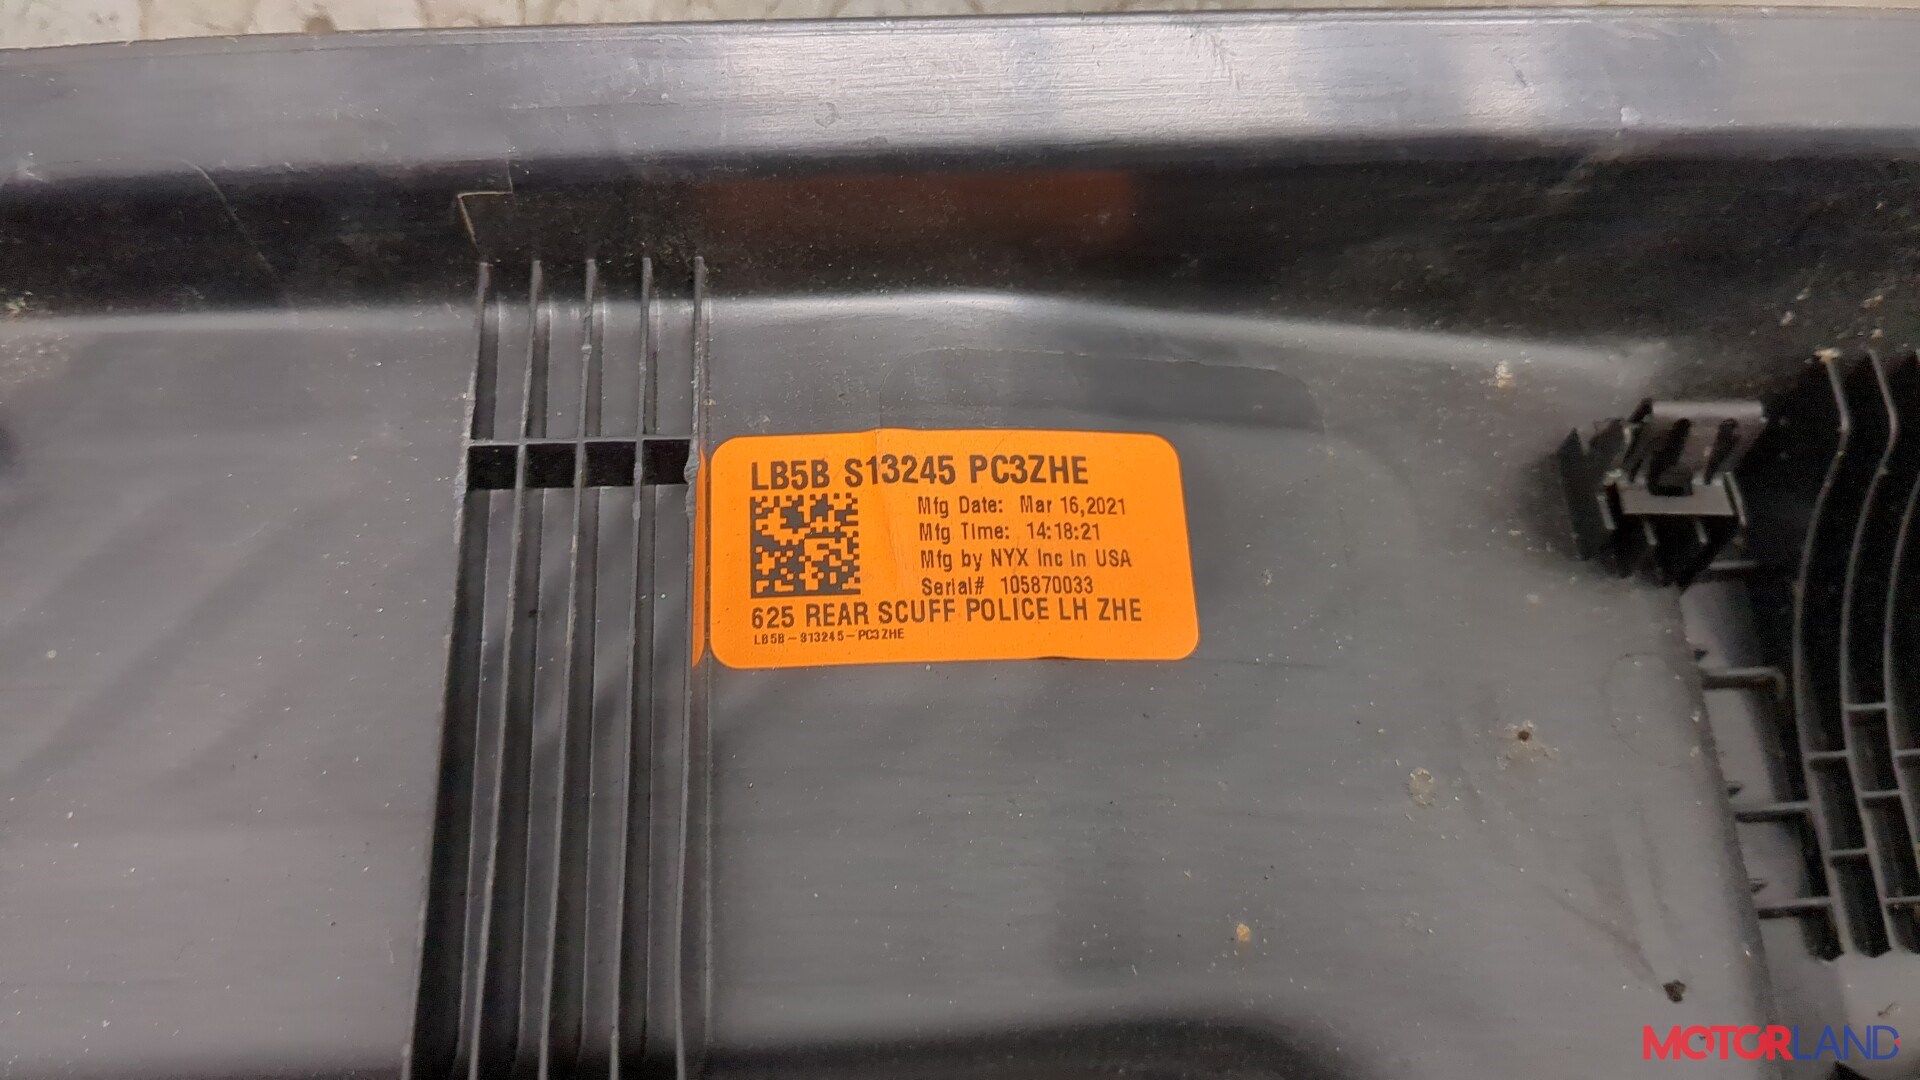 LB5B S13245 PC3ZHE
Mfg Date: Mar 16,2021
Mfg Time: 14:18:21
Mfg by NYX Inc in USA
Serial# 105870033
625 REAR SCUFF POLICE LH ZHE
LB5B-S13245-PC3ZHE
MOTORLAND